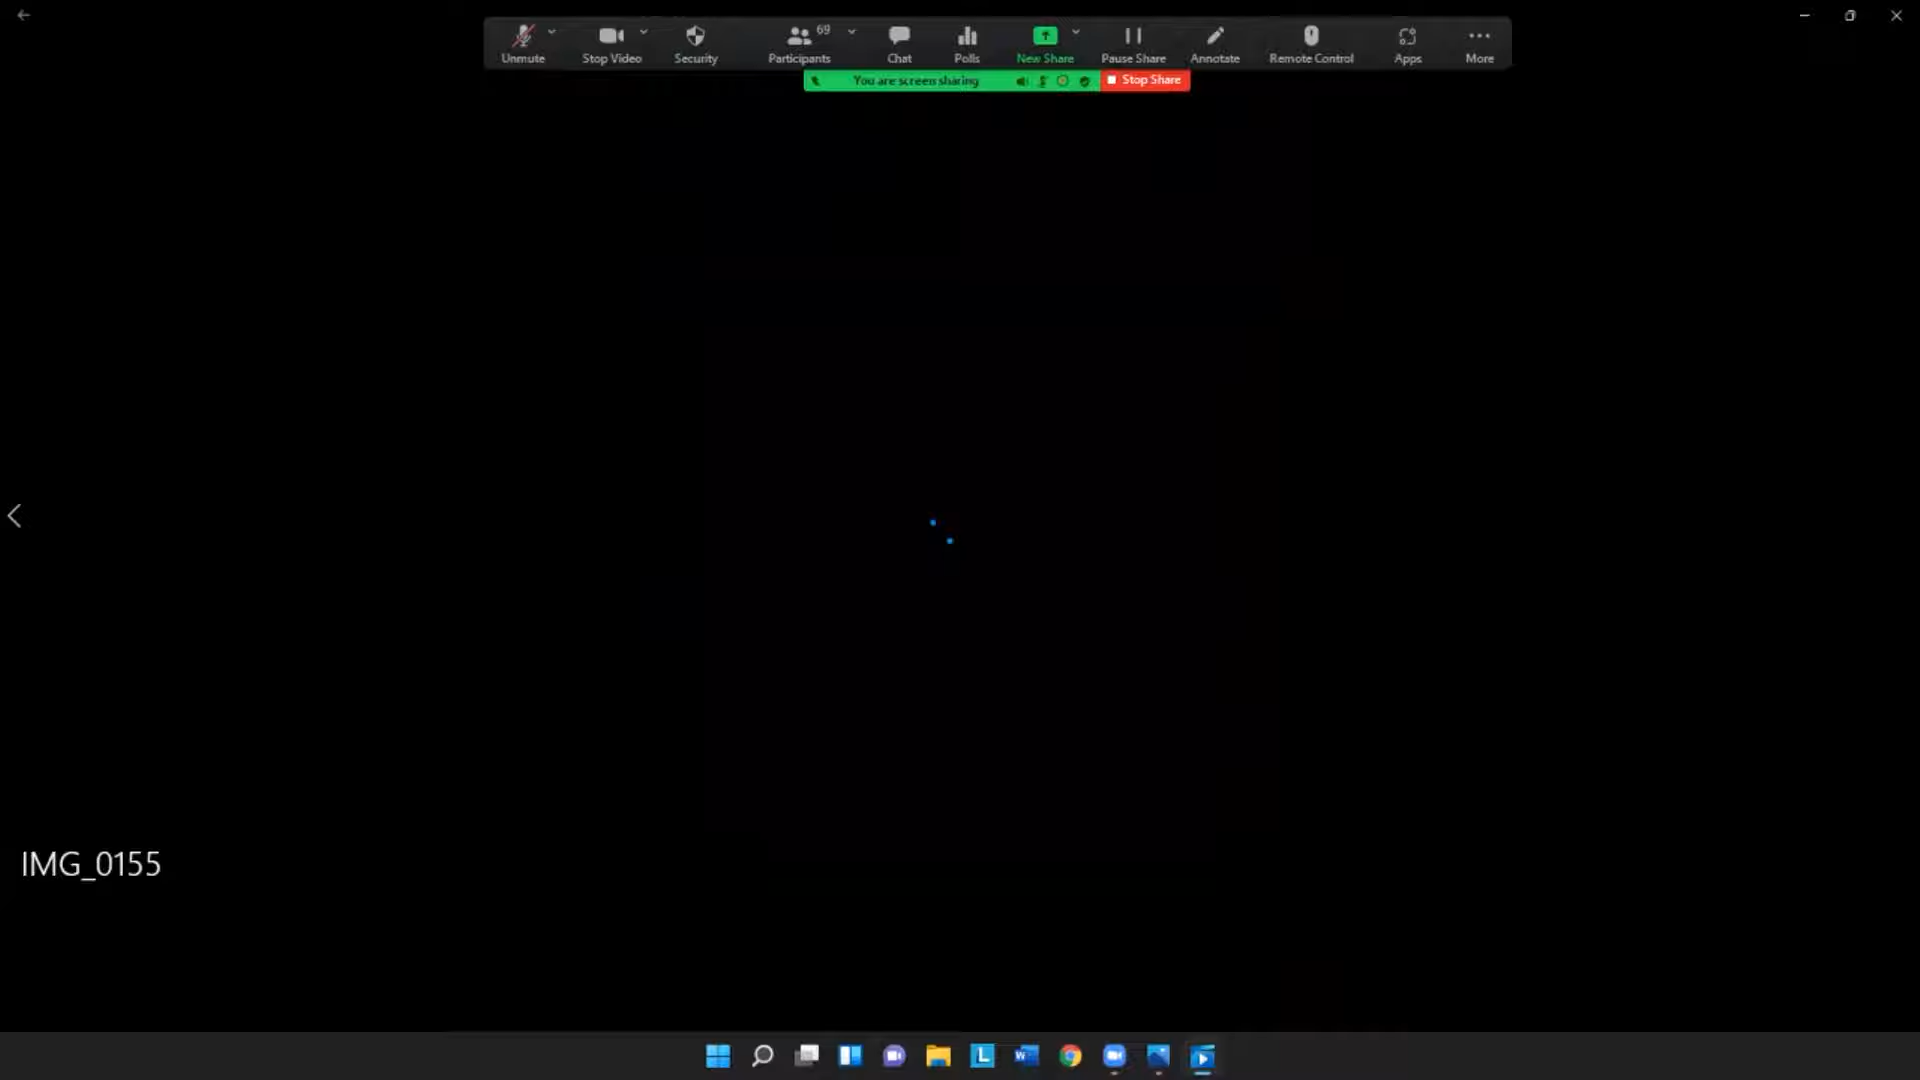 Unmute Stop Video Security Participants 69 Chat Polls New Share Pause Share Annotate Remote Control Apps More
You are screen sharing Stop Share
IMG_0155